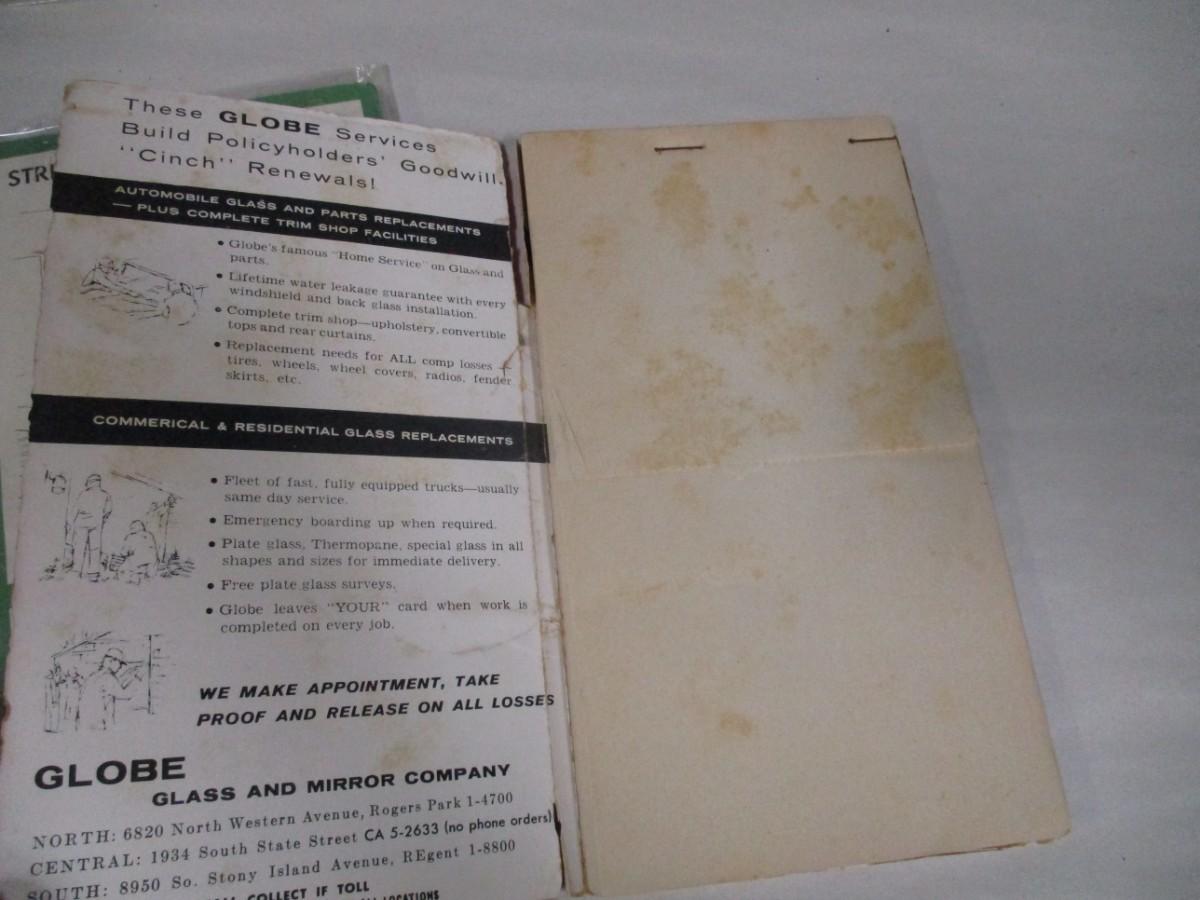 STR
These GLOBE Services
Build Policyholders' Goodwill.
"Cinch" Renewals!
AUTOMOBILE GLASS AND PARTS REPLACEMENTS
— PLUS COMPLETE TRIM SHOP FACILITIES
• Globe's famous "Home Service" on Glass and
parts.
• Lifetime water leakage guarantee with every
windshield and back glass installation.
• Complete trim shop—upholstery, convertible
tops and rear curtains.
• Replacement needs for ALL comp losses —
tires, wheels, wheel covers, radios, fender
skirts, etc.
COMMERICAL & RESIDENTIAL GLASS REPLACEMENTS
• Fleet of fast, fully equipped trucks—usually
same day service.
• Emergency boarding up when required.
• Plate glass, Thermopane, special glass in all
shapes and sizes for immediate delivery.
• Free plate glass surveys.
• Globe leaves "YOUR" card when work is
completed on every job.
WE MAKE APPOINTMENT, TAKE
PROOF AND RELEASE ON ALL LOSSES
GLOBE
GLASS AND MIRROR COMPANY
NORTH: 6820 North Western Avenue, Rogers Park 1-4700
CENTRAL: 1934 South State Street CA 5-2633 (no phone orders)
SOUTH: 8950 So. Stony Island Avenue, REgent 1-8800
COLLECT IF TOLL
LOCATIONS